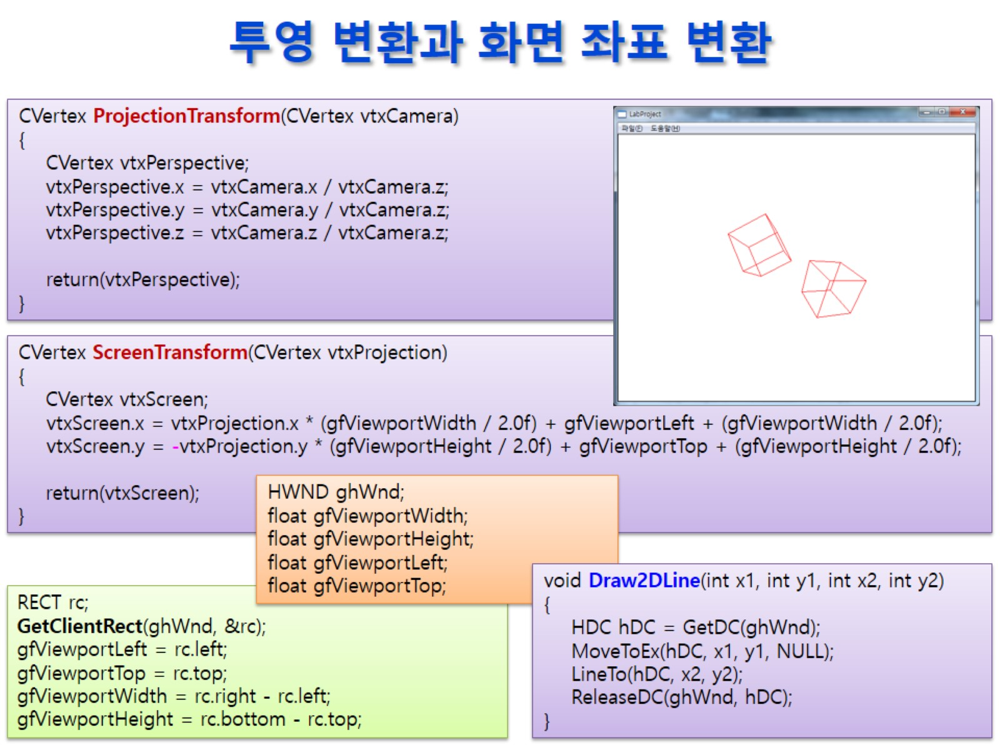 투영 변환과 화면 좌표 변환
CVertex ProjectionTransform(CVertex vtxCamera)
{
CVertex vtxPerspective;
vtxPerspective.x = vtxCamera.x / vtxCamera.z;
vtxPerspective.y = vtxCamera.y / vtxCamera.z;
vtxPerspective.z = vtxCamera.z / vtxCamera.z;
return(vtxPerspective);
}
LabProject
파일(F) 도움말(H)
CVertex ScreenTransform(CVertex vtxProjection)
{
CVertex vtxScreen;
vtxScreen.x = vtxProjection.x * (gfViewportWidth / 2.0f) + gfViewportLeft + (gfViewportWidth / 2.0f);
vtxScreen.y = -vtxProjection.y * (gfViewportHeight / 2.0f) + gfViewportTop + (gfViewportHeight / 2.0f);
return(vtxScreen);
}
HWND ghWnd;
float gfViewportWidth;
float gfViewportHeight;
float gfViewportLeft;
float gfViewportTop;
RECT rc;
GetClientRect(ghWnd, &rc);
gfViewportLeft = rc.left;
gfViewportTop = rc.top;
gfViewportWidth = rc.right - rc.left;
gfViewportHeight = rc.bottom - rc.top;
void Draw2DLine(int x1, int y1, int x2, int y2)
{
HDC hDC = GetDC(ghWnd);
MoveToEx(hDC, x1, y1, NULL);
LineTo(hDC, x2, y2);
ReleaseDC(ghWnd, hDC);
}